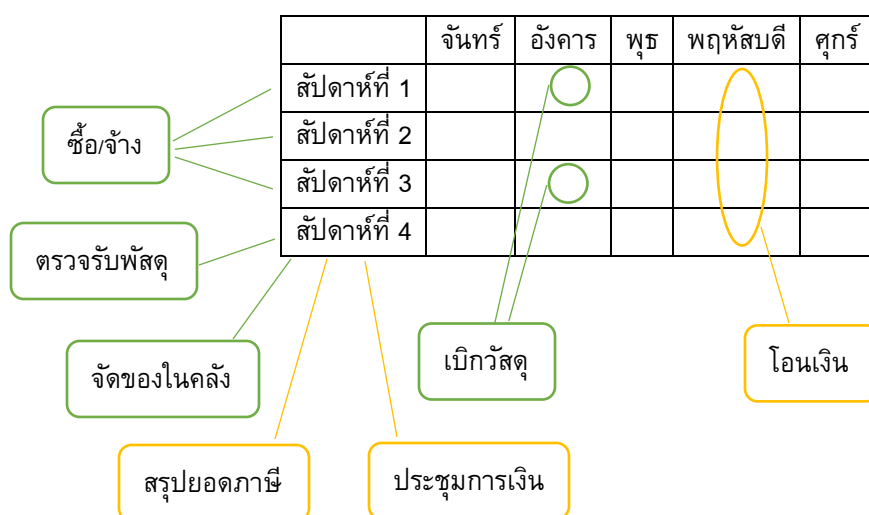 จันทร์ อังคาร พุธ พฤหัสบดี ศุกร์
สัปดาห์ที่ 1
สัปดาห์ที่ 2
สัปดาห์ที่ 3
สัปดาห์ที่ 4
ซื้อ/จ้าง
ตรวจรับพัสดุ
จัดของในคลัง
เบิกวัสดุ
โอนเงิน
สรุปยอดภาษี
ประชุมการเงิน